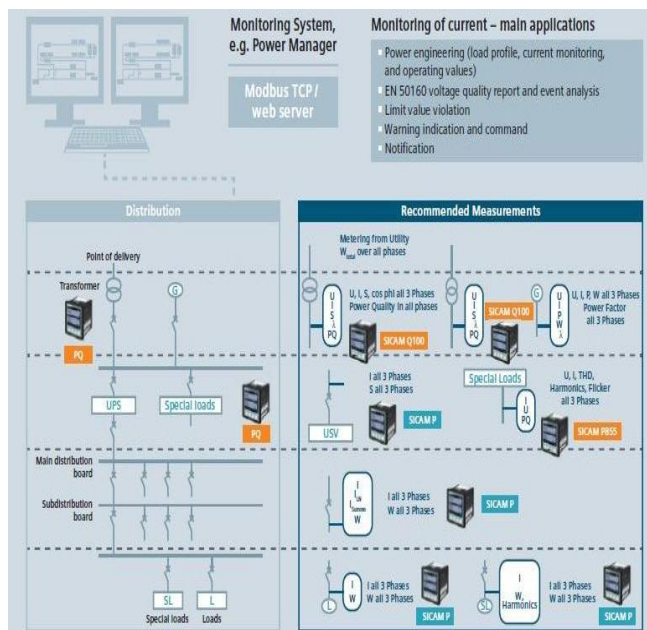 Monitoring System,
e.g. Power Manager
Modbus TCP/
web server
Monitoring of current – main applications
Power engineering (load profile, current monitoring,
and operating values)
EN 50160 voltage quality report and event analysis
Limit value violation
Warning indication and command
Notification
Distribution
Point of delivery
Transformer
G
PQ
UPS
Special loads
PQ
Main distribution
board
Subdistribution
board
SL
L
Special loads
Loads
Recommended Measurements
Metering from Utility
Wtotal over all phases
U
I
S
λ
PQ
U, I, S, cos phi all 3 Phases
Power Quality in all phases
SICAM Q100
U
I
S
λ
PQ
SICAM Q100
G
U
I
P
W
λ
U, I, P, W all 3 Phases
Power Factor
all 3 Phases
USV
I all 3 Phases
S all 3 Phases
SICAM P
Special Loads
I
U
PQ
U, I, THD,
Harmonics, Flicker
all 3 Phases
SICAM P855
I
W
I all 3 Phases
W all 3 Phases
SICAM P
L
I
W
I all 3 Phases
W all 3 Phases
SICAM P
SL
I
W,
Harmonics
I all 3 Phases
W all 3 Phases
SICAM P